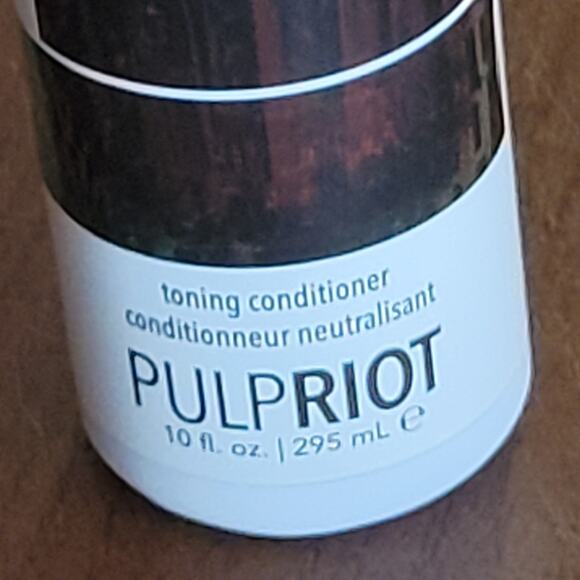 toning conditioner
conditionneur neutralisant
PULPRIOT
10 fl. oz. | 295 mL ℮